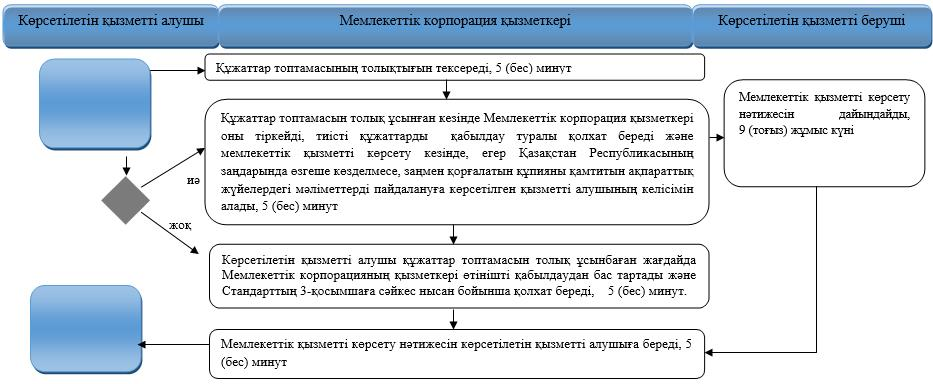 Көрсетілетін қызметті алушы
Мемлекеттік корпорация қызметкері
Көрсетілетін қызметті беруші
Құжаттар топтамасының толықтығын тексереді, 5 (бес) минут
Құжаттар топтамасын толық ұсынған кезінде Мемлекеттік корпорация қызметкері
оны тіркейді, тиісті құжаттарды қабылдау туралы қолхат береді және
мемлекеттік қызметті көрсету кезінде, егер Қазақстан Республикасының
заңдарында өзгеше көзделмесе, заңмен қорғалатын құпияны қамтитын ақпараттық
жүйелердегі мәліметтерді пайдалануға көрсетілген қызметті алушының келісімін
алады, 5 (бес) минут
Мемлекеттік қызметті көрсету
нәтижесін дайындайды,
9 (тоғыз) жұмыс күні
иә
жоқ
Көрсетілетін қызметті алушы құжаттар топтамасын толық ұсынбаған жағдайда
Мемлекеттік корпорацияның қызметкері өтінішті қабылдаудан бас тартады және
Стандарттың 3-қосымшаға сәйкес нысан бойынша қолхат береді, 5 (бес) минут.
Мемлекеттік қызметті көрсету нәтижесін көрсетілетін қызметті алушыға береді, 5
(бес) минут